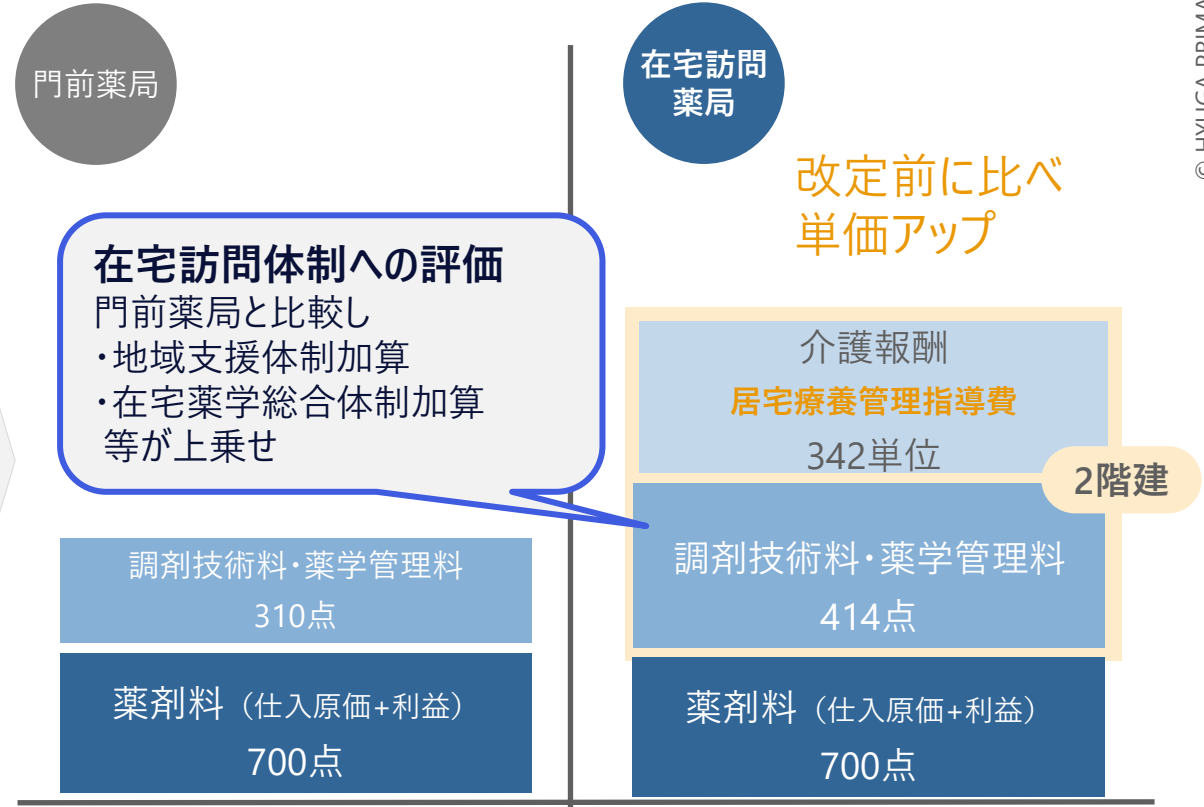 門前薬局
在宅訪問
薬局
改定前に比べ
単価アップ
在宅訪問体制への評価
門前薬局と比較し
・地域支援体制加算
・在宅薬学総合体制加算
等が上乗せ
調剤技術料・薬学管理料
310点
薬剤料（仕入原価+利益）
700点
介護報酬
居宅療養管理指導費
342単位
2階建
調剤技術料・薬学管理料
414点
薬剤料（仕入原価+利益）
700点
© HYUGA PRIMA